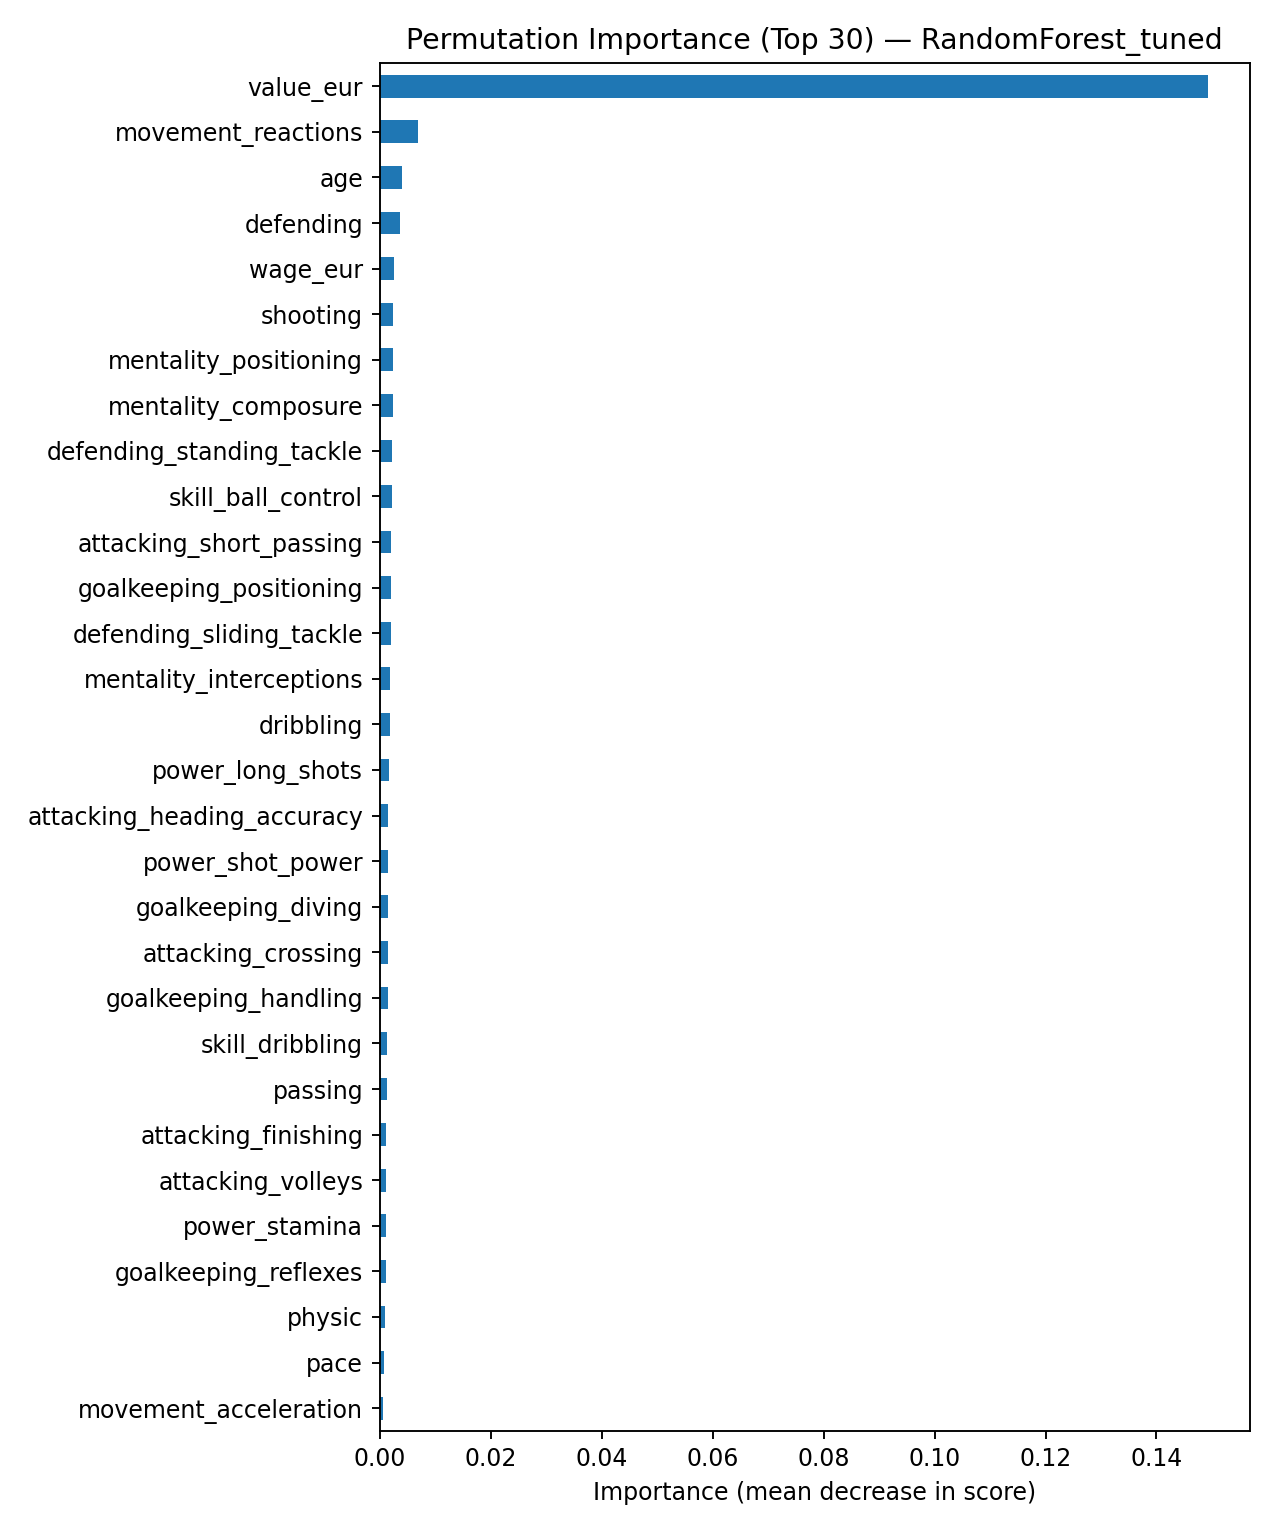 Permutation Importance (Top 30) — RandomForest_tuned
value_eur
movement_reactions
age
defending
wage_eur
shooting
mentality_positioning
mentality_composure
defending_standing_tackle
skill_ball_control
attacking_short_passing
goalkeeping_positioning
defending_sliding_tackle
mentality_interceptions
dribbling
power_long_shots
attacking_heading_accuracy
power_shot_power
goalkeeping_diving
attacking_crossing
goalkeeping_handling
skill_dribbling
passing
attacking_finishing
attacking_volleys
power_stamina
goalkeeping_reflexes
physic
pace
movement_acceleration
0.00 0.02 0.04 0.06 0.08 0.10 0.12 0.14
Importance (mean decrease in score)